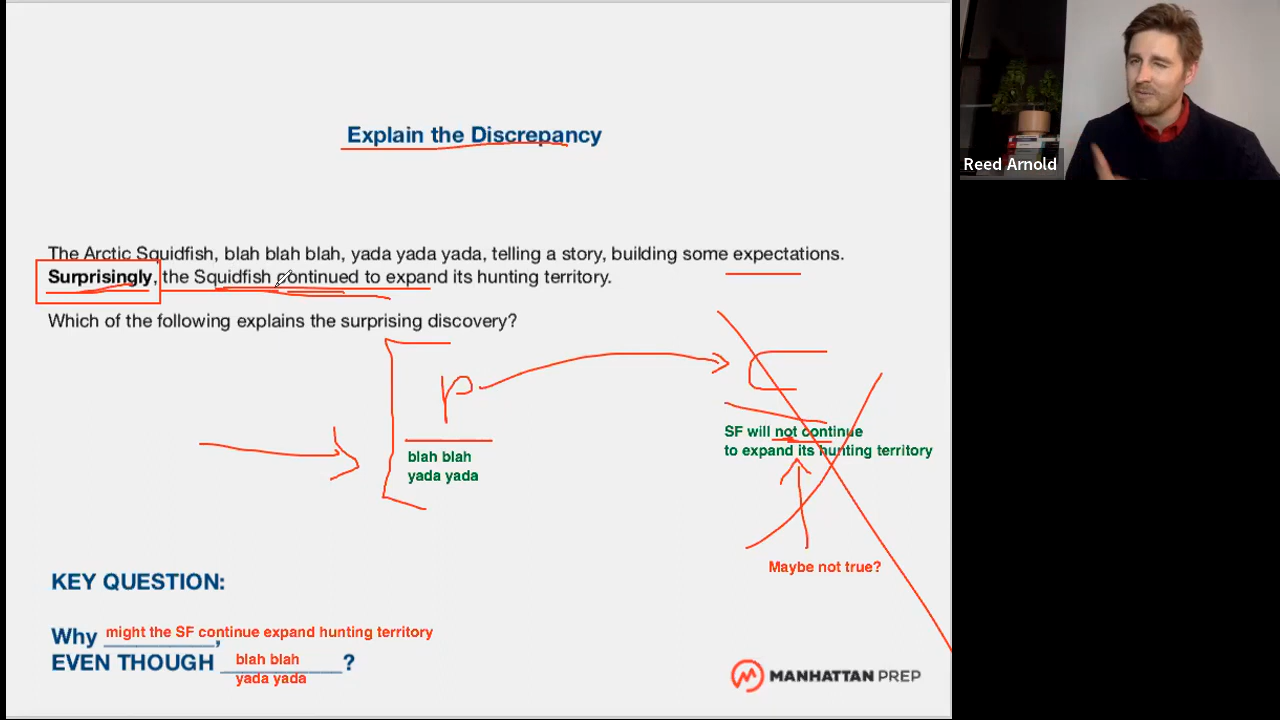 Explain the Discrepancy
Reed Arnold
The Arctic Squidfish, blah blah blah, yada yada yada, telling a story, building some expectations.
Surprisingly, the Squidfish continued to expand its hunting territory.
Which of the following explains the surprising discovery?
P
C
blah blah
yada yada
SF will not continue
to expand its hunting territory
Maybe not true?
KEY QUESTION:
Why might the SF continue expand hunting territory,
EVEN THOUGH blah blah ?
yada yada
MANHATTAN PREP